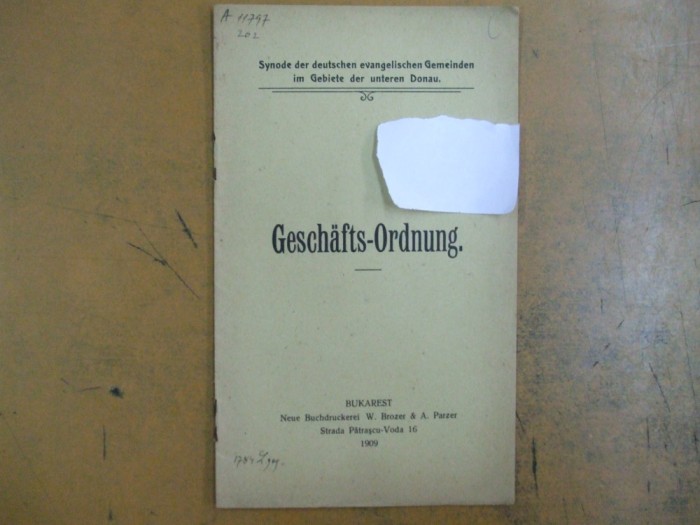 A 11797
202
Synode der deutschen evangelischen Gemeinden
im Gebiete der unteren Donau.
Geschäfts-Ordnung.
BUKAREST
Neue Buchdruckerei W. Brozer & A. Parzer
Strada Pătraşcu-Voda 16
1909